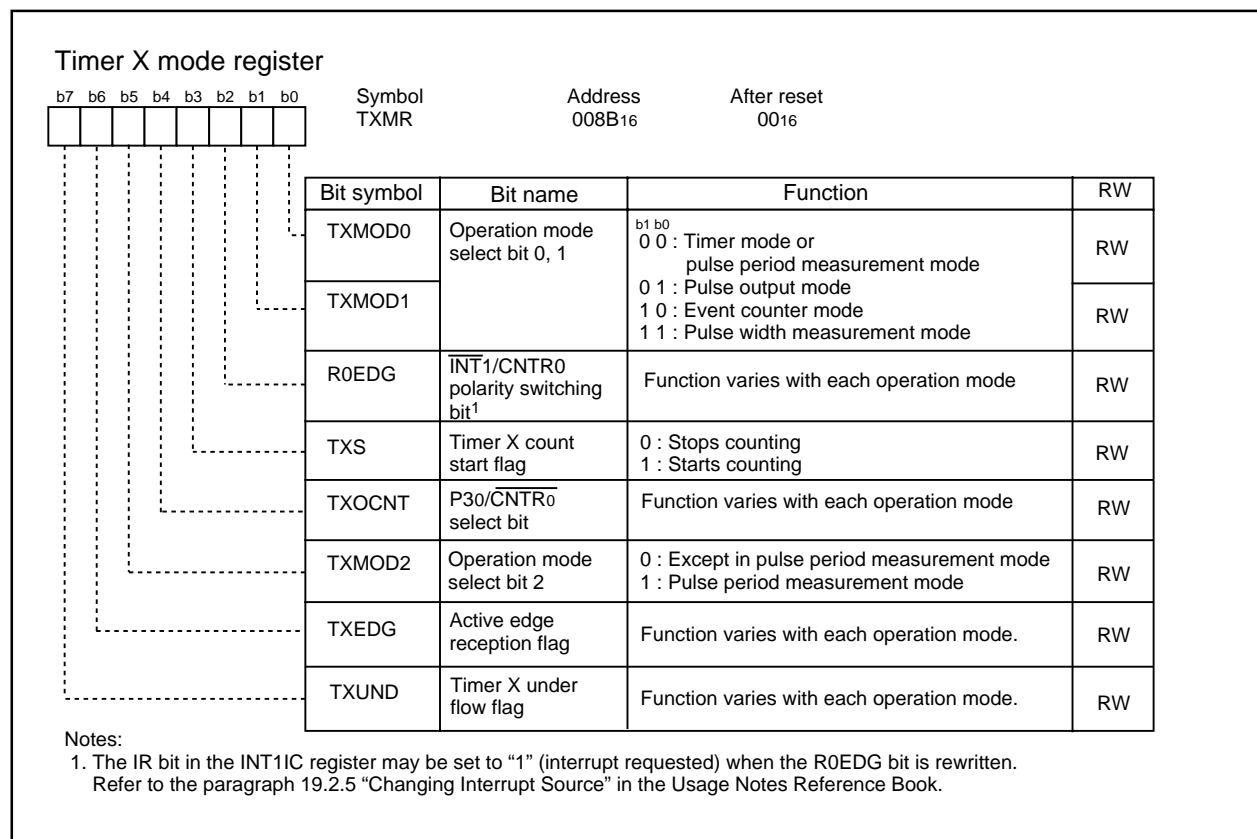 Timer X mode register
b7 b6 b5 b4 b3 b2 b1 b0
Symbol Address After reset
TXMR 008B16 0016
Bit symbol Bit name Function RW
TXMOD0 Operation mode select bit 0, 1 b1 b0
0 0 : Timer mode or
pulse period measurement mode RW
0 1 : Pulse output mode
TXMOD1 1 0 : Event counter mode RW
1 1 : Pulse width measurement mode
R0EDG INT1/CNTR0
polarity switching
bit1 Function varies with each operation mode RW
TXS Timer X count
start flag 0 : Stops counting
1 : Starts counting RW
TXOCNT P30/CNTR0
select bit Function varies with each operation mode RW
TXMOD2 Operation mode
select bit 2 0 : Except in pulse period measurement mode
1 : Pulse period measurement mode RW
TXEDG Active edge
reception flag Function varies with each operation mode. RW
TXUND Timer X under
flow flag Function varies with each operation mode. RW
Notes:
1. The IR bit in the INT1IC register may be set to “1” (interrupt requested) when the R0EDG bit is rewritten.
Refer to the paragraph 19.2.5 “Changing Interrupt Source” in the Usage Notes Reference Book.